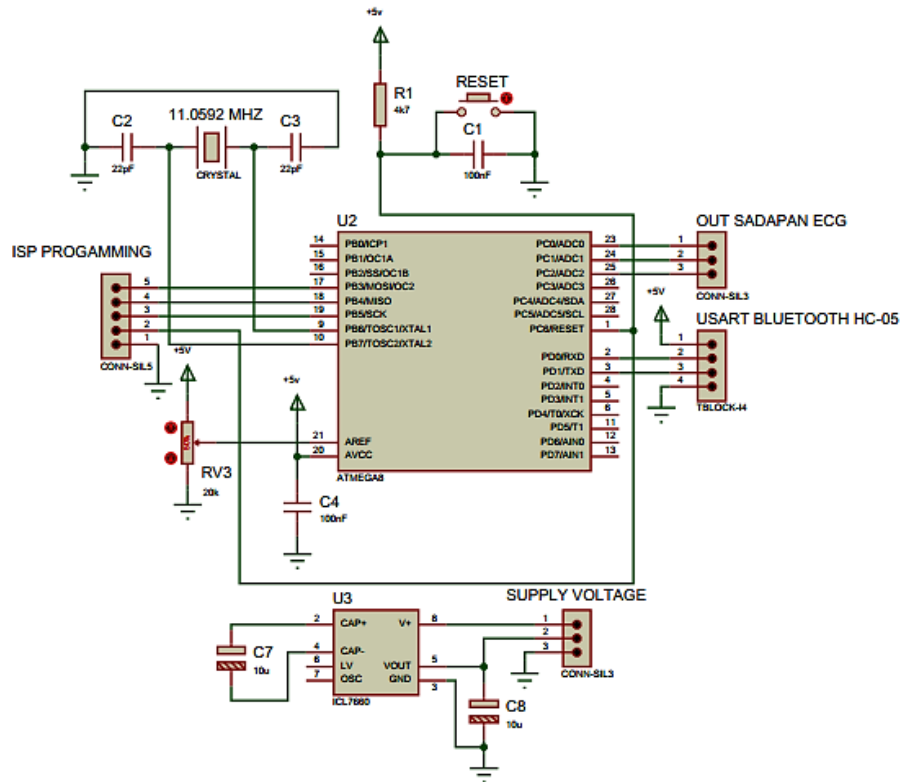 +5v
R1
4k7
RESET
C1
100nF
11.0592 MHZ
C2
22pF
CRYSTAL
C3
22pF
U2
ISP PROGAMMING
5
4
3
2
1
CONN-SIL5
14 PB0/ICP1
15 PB1/OC1A
16 PB2/SS/OC1B
17 PB3/MOSI/OC2
18 PB4/MISO
19 PB5/SCK
9 PB6/TOSC1/XTAL1
10 PB7/TOSC2/XTAL2
21 AREF
20 AVCC
ATMEGA8
PC0/ADC0 23
PC1/ADC1 24
PC2/ADC2 25
PC3/ADC3 26
PC4/ADC4/SDA 27
PC5/ADC5/SCL 28
PC6/RESET 1
PD0/RXD 2
PD1/TXD 3
PD2/INT0 4
PD3/INT1 5
PD4/T0/XCK 6
PD5/T1 11
PD6/AIN0 12
PD7/AIN1 13
OUT SADAPAN ECG
1
2
3
CONN-SIL3
+5V
USART BLUETOOTH HC-05
1
2
3
4
TBLOCK-I4
+5V
50%
RV3
20k
+5v
C4
100nF
U3
2 CAP+
4 CAP-
6 LV
7 OSC
V+ 8
VOUT 5
GND 3
ICL7660
C7
10u
C8
10u
SUPPLY VOLTAGE
1
2
3
CONN-SIL3